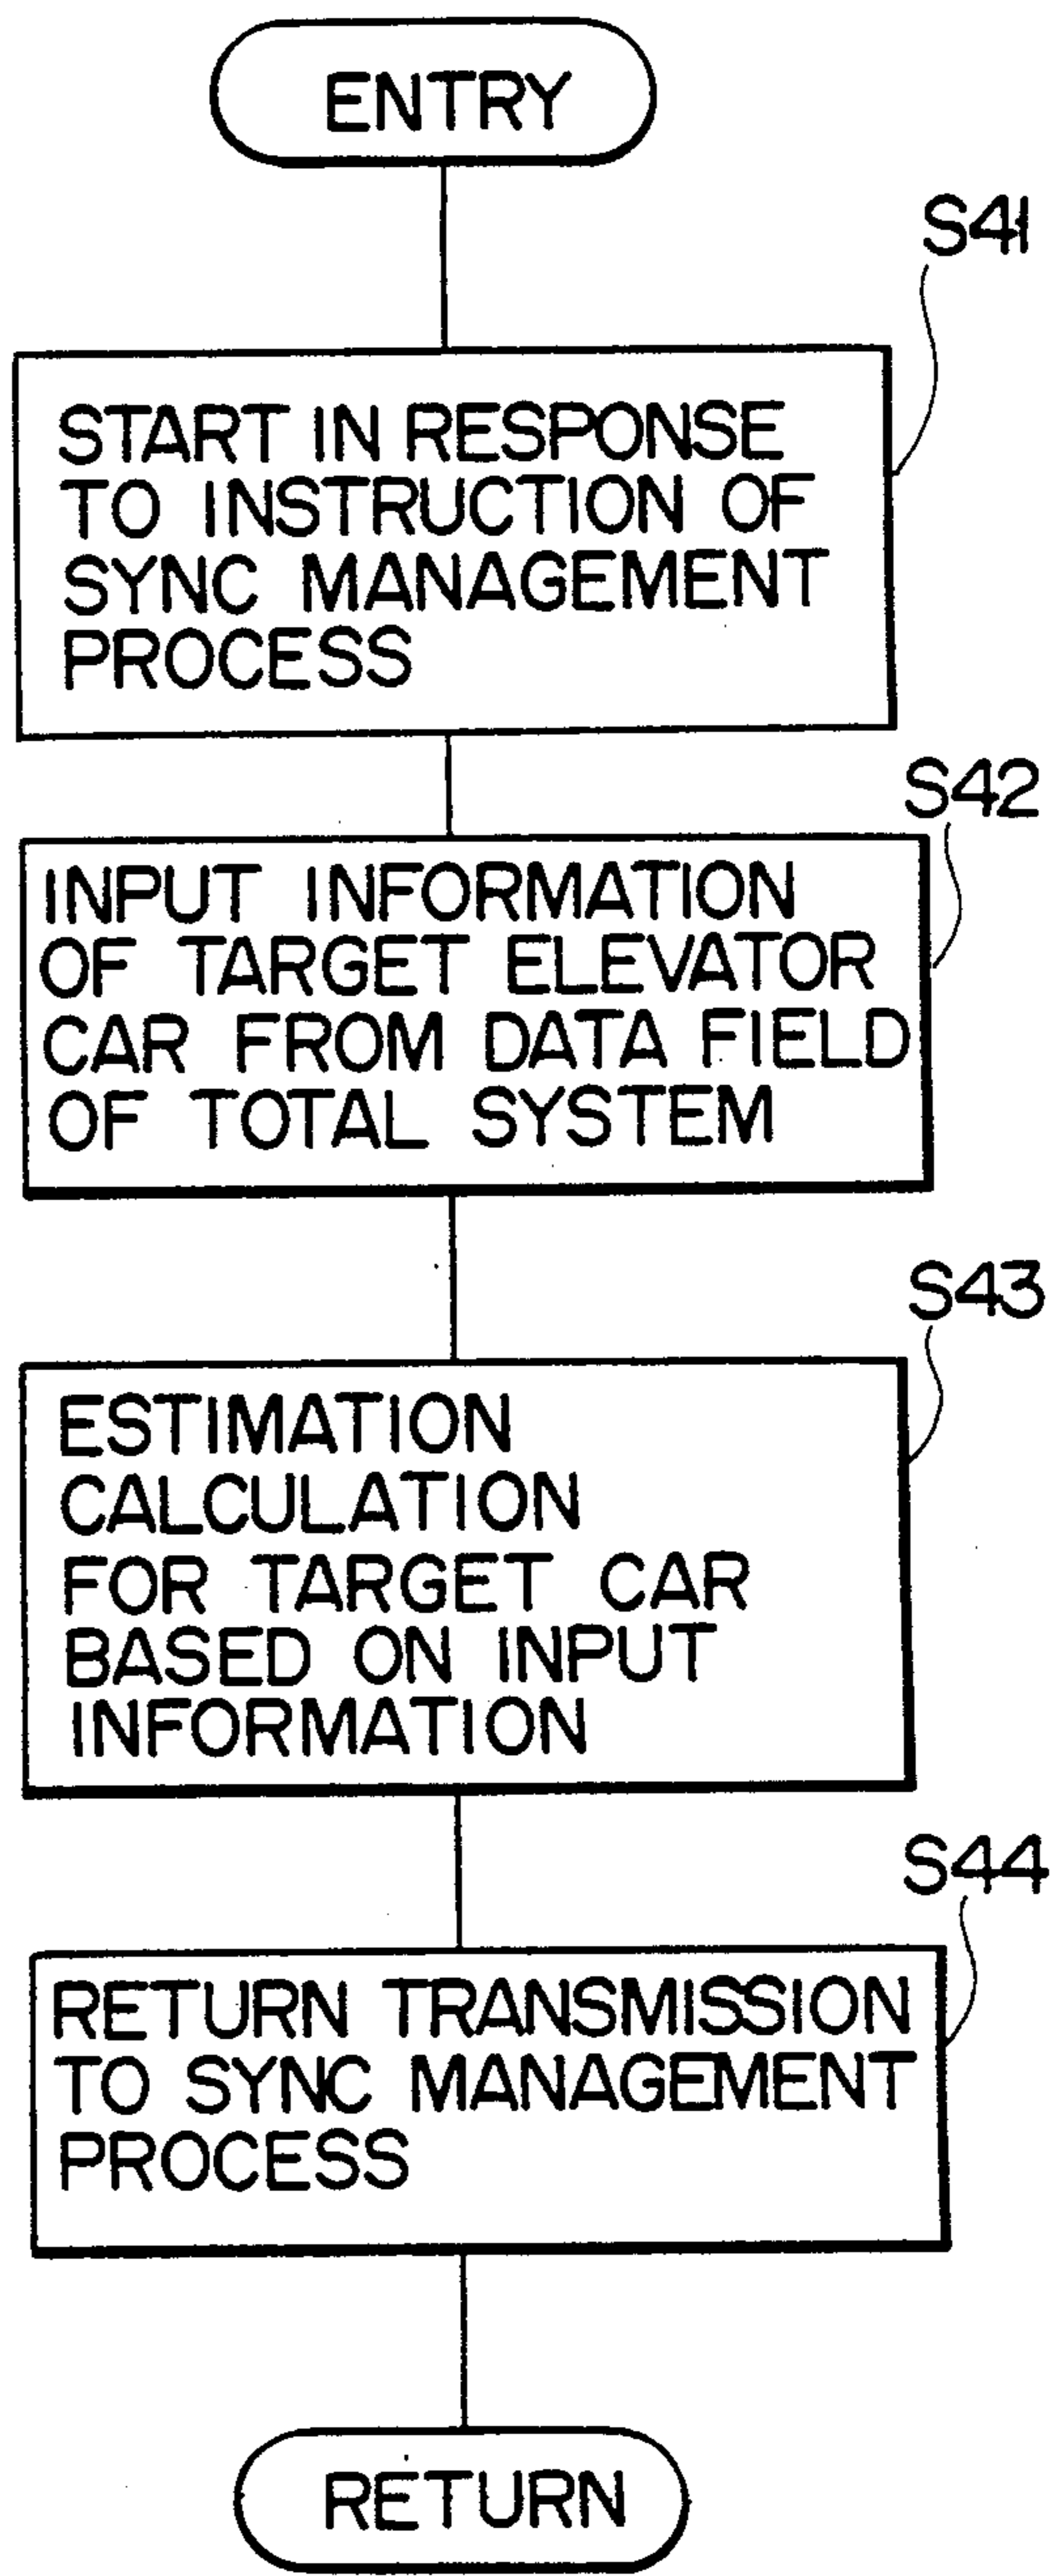 ENTRY
S41
START IN RESPONSE
TO INSTRUCTION OF
SYNC MANAGEMENT
PROCESS
S42
INPUT INFORMATION
OF TARGET ELEVATOR
CAR FROM DATA FIELD
OF TOTAL SYSTEM
S43
ESTIMATION
CALCULATION
FOR TARGET CAR
BASED ON INPUT
INFORMATION
S44
RETURN TRANSMISSION
TO SYNC MANAGEMENT
PROCESS
RETURN